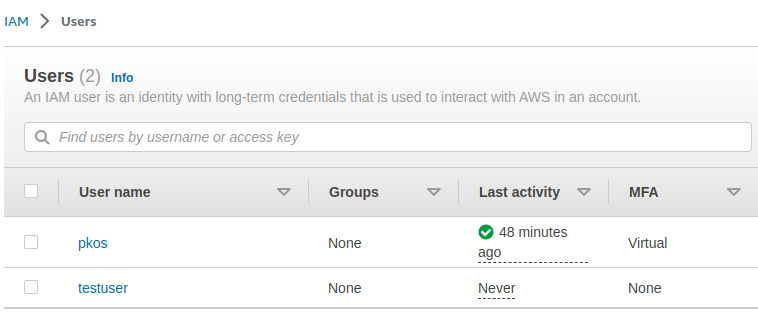 IAM > Users
Users (2) Info
An IAM user is an identity with long-term credentials that is used to interact with AWS in an account.
Find users by username or access key
User name Groups Last activity MFA
pkos None 48 minutes ago Virtual
testuser None Never None